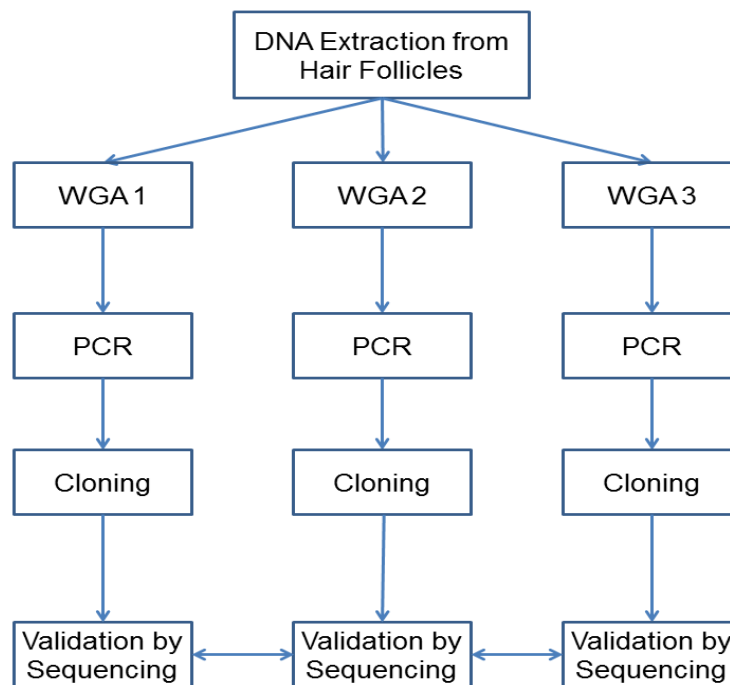 DNA Extraction from
Hair Follicles
WGA 1
WGA 2
WGA 3
PCR
PCR
PCR
Cloning
Cloning
Cloning
Validation by
Sequencing
Validation by
Sequencing
Validation by
Sequencing